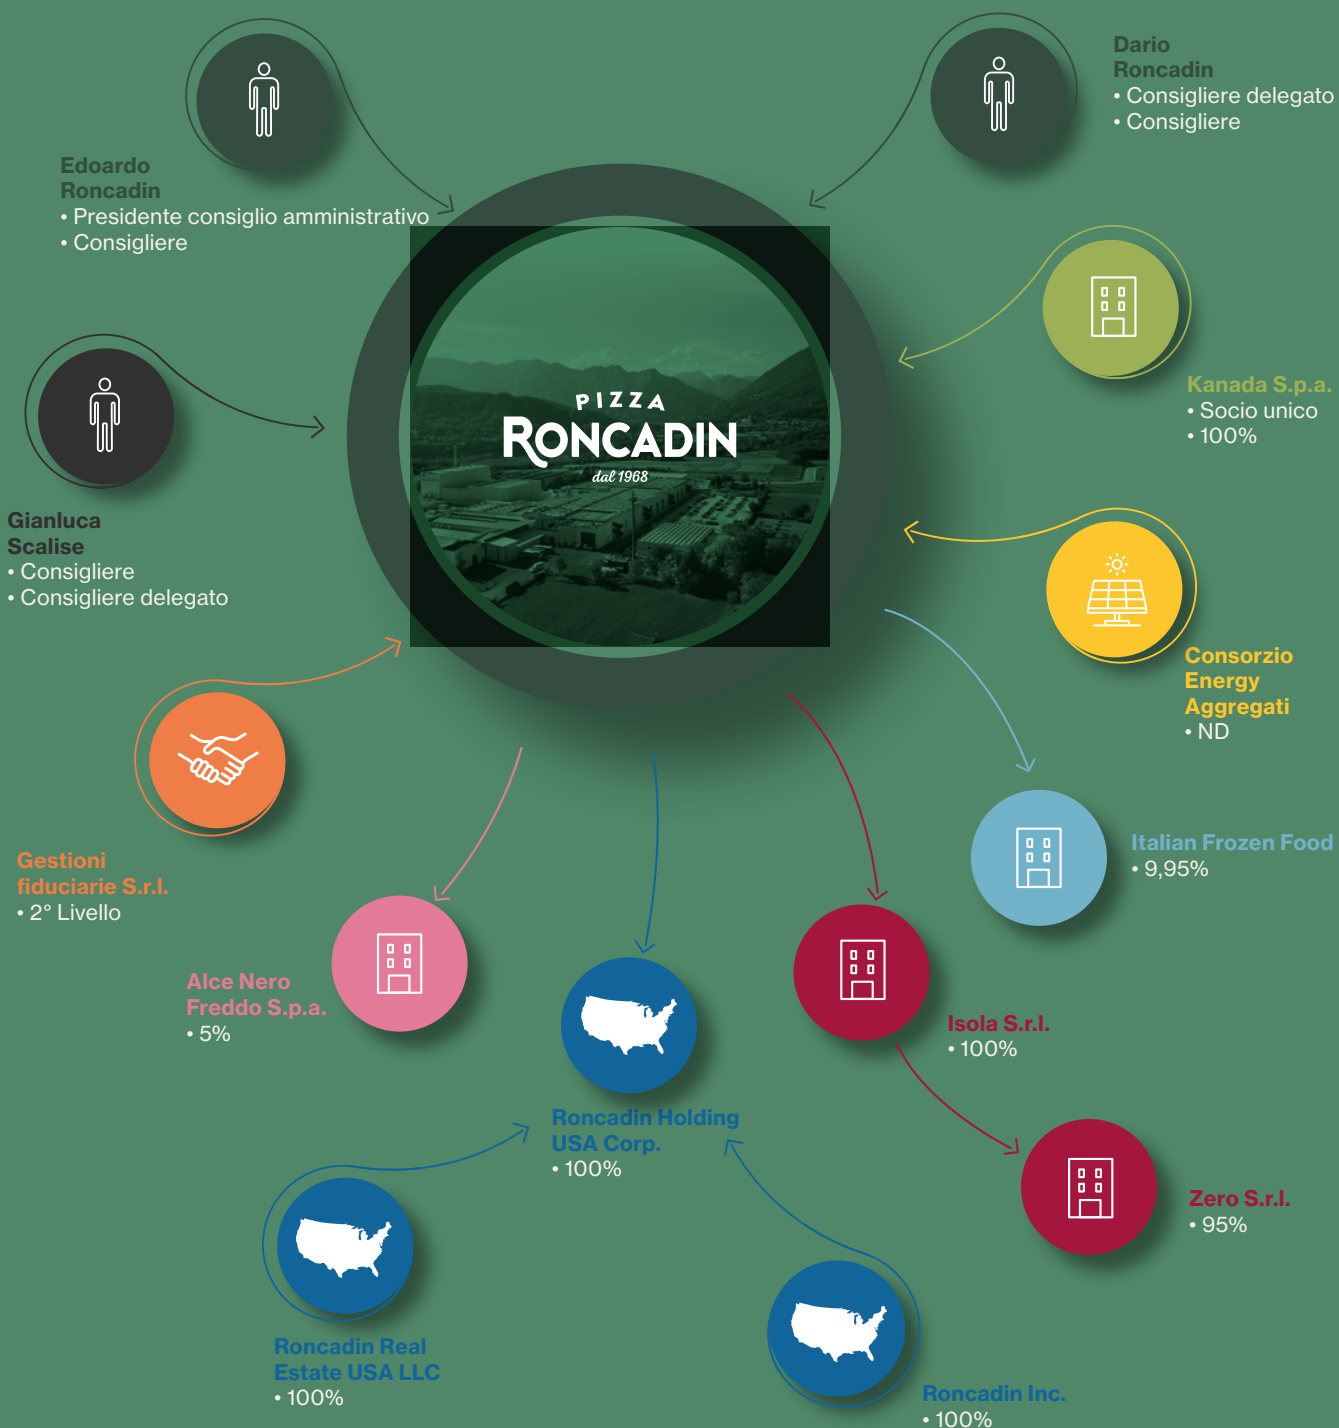 Dario
Roncadin
• Consigliere delegato
• Consigliere
Edoardo
Roncadin
• Presidente consiglio amministrativo
• Consigliere
Kanada S.p.a.
• Socio unico
• 100%
PIZZA
RONCADIN
dal 1968
Gianluca
Scalise
• Consigliere
• Consigliere delegato
Consorzio
Energy
Aggregati
• ND
Italian Frozen Food
• 9,95%
Gestioni
fiduciarie S.r.l.
• 2° Livello
Alce Nero
Freddo S.p.a.
• 5%
Isola S.r.l.
• 100%
Roncadin Holding
USA Corp.
• 100%
Zero S.r.l.
• 95%
Roncadin Real
Estate USA LLC
• 100%
Roncadin Inc.
• 100%